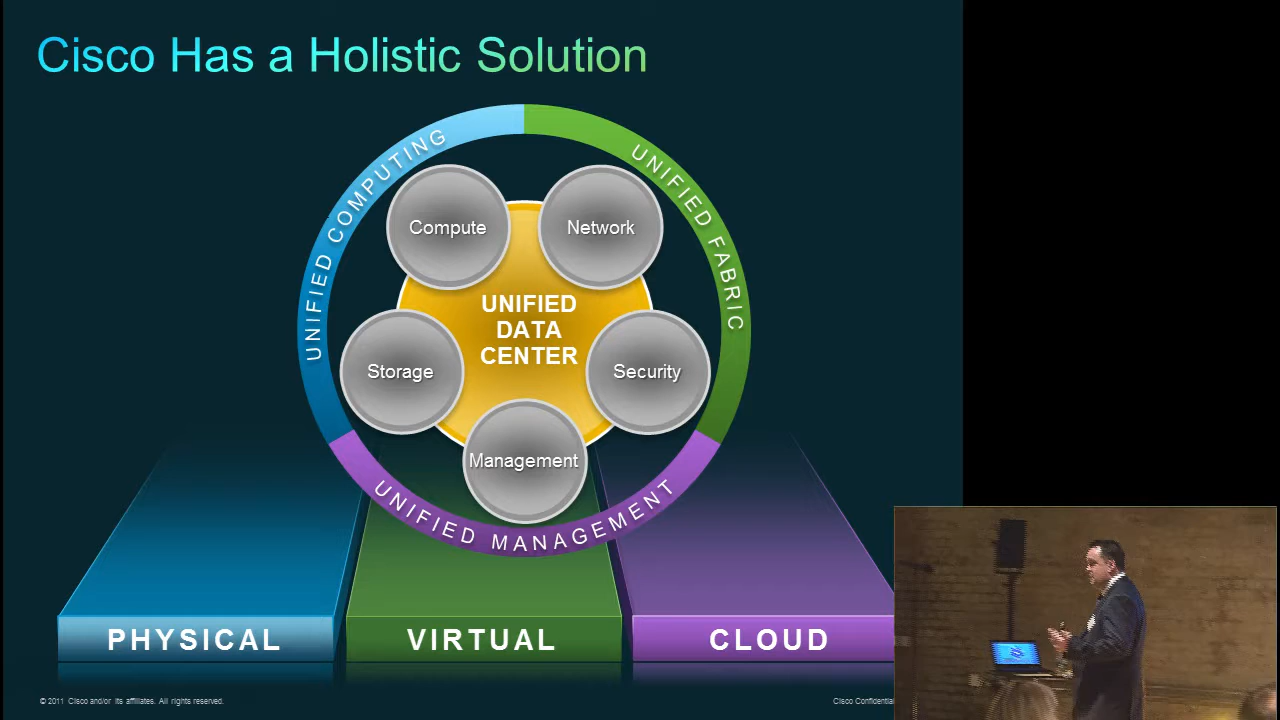 Cisco Has a Holistic Solution
UNIFIED COMPUTING
UNIFIED FABRIC
Compute
Network
UNIFIED
DATA
CENTER
Storage
Security
Management
UNIFIED MANAGEMENT
PHYSICAL
VIRTUAL
CLOUD
© 2011 Cisco and/or its affiliates. All rights reserved.
Cisco Confidential